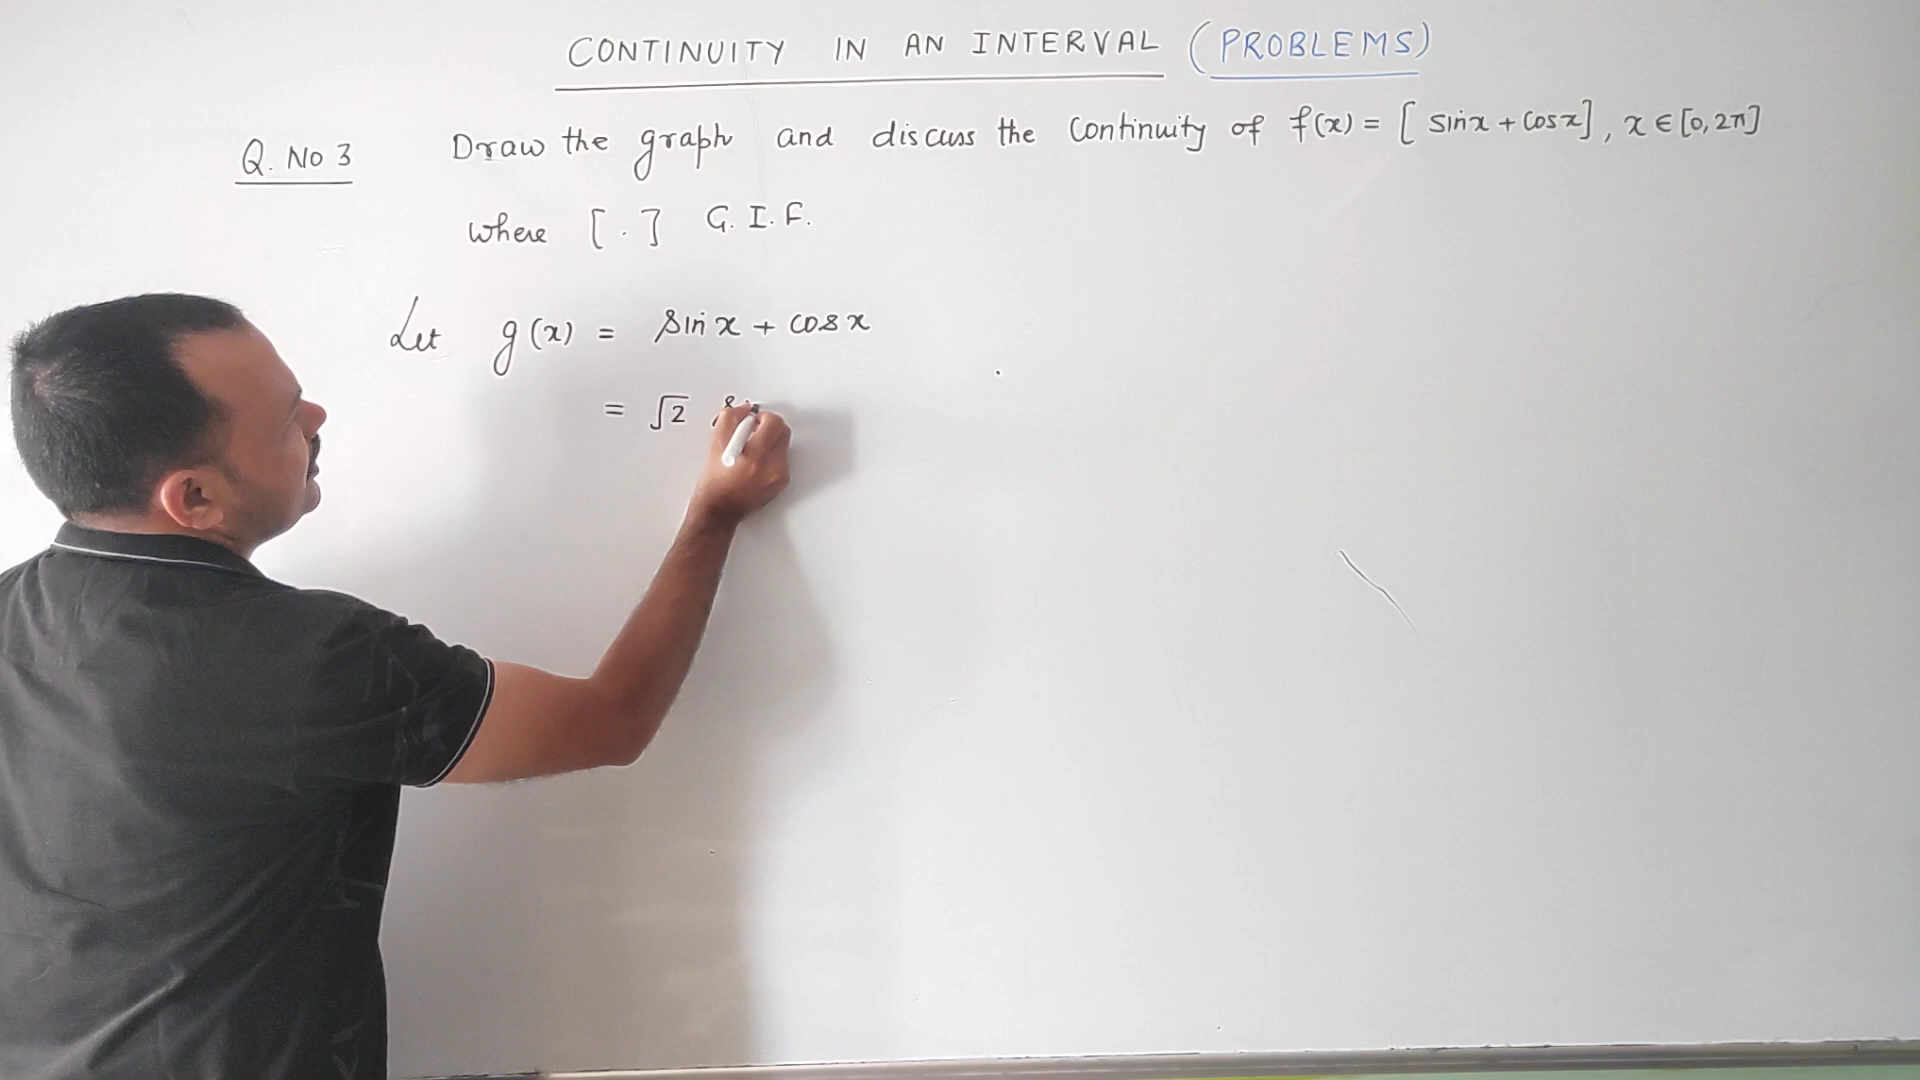 CONTINUITY IN AN INTERVAL (PROBLEMS)
Q. No 3 Draw the graph and discuss the Continuity of f(x) = [sinx + cosx], x ∈ [0, 2π]
where [.] G.I.F.
Let g(x) = sin x + cos x
= √2